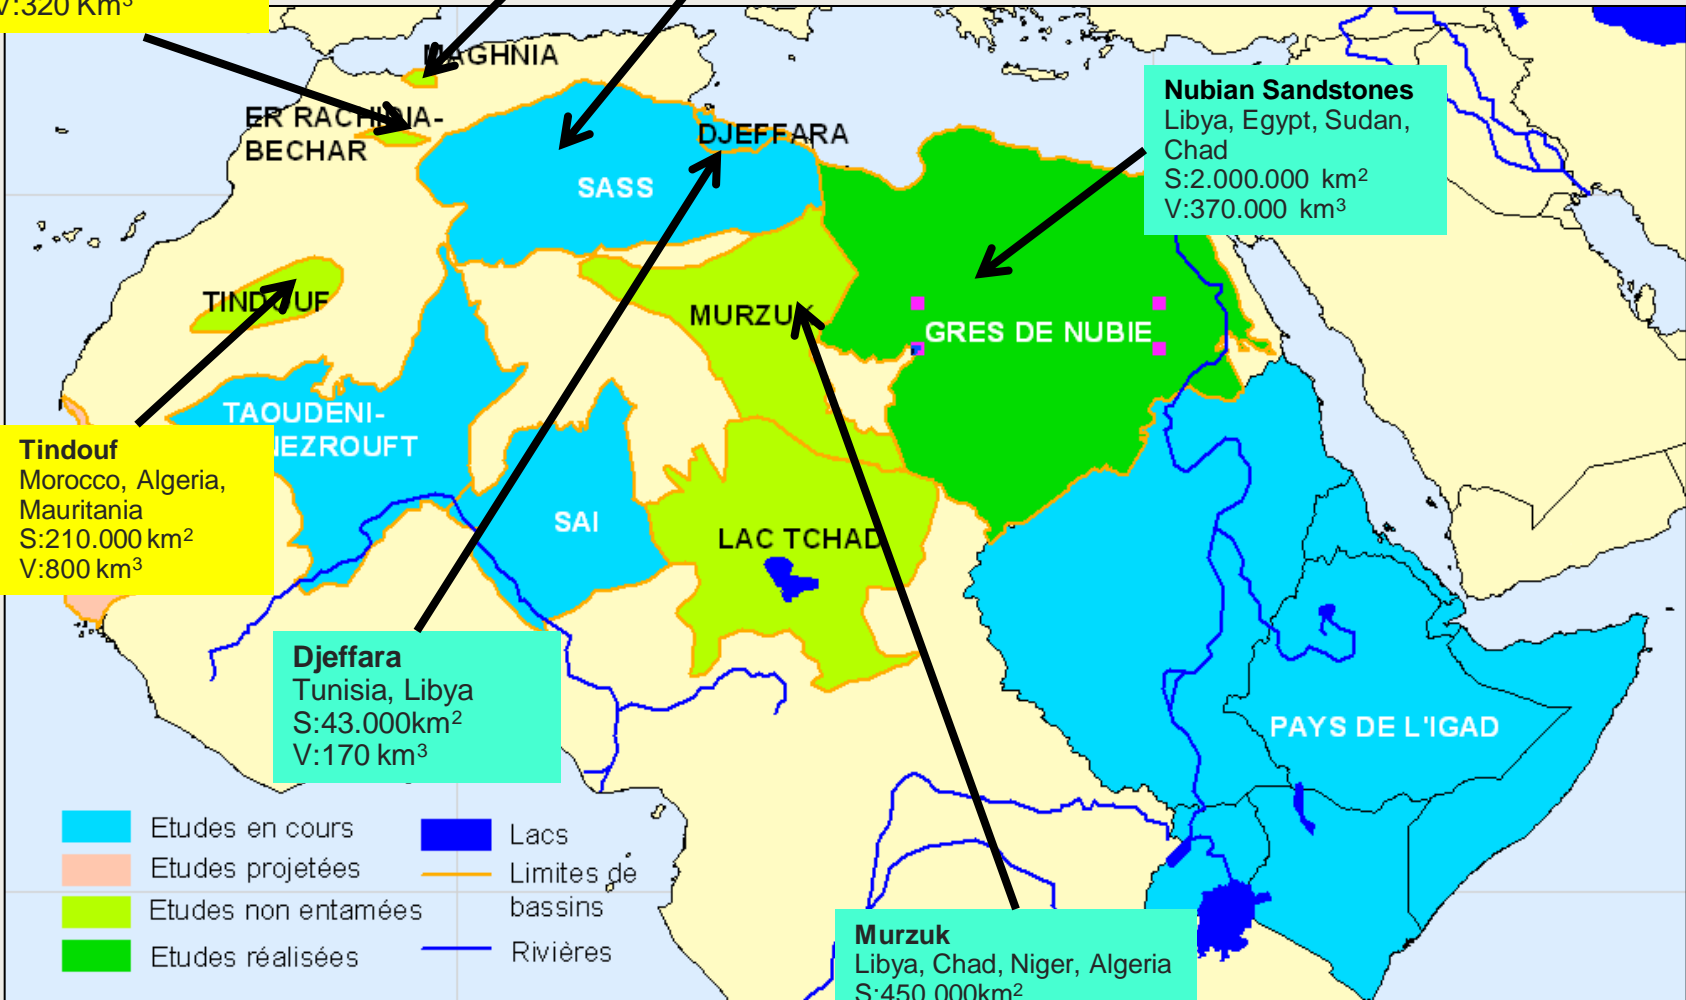 V:320 Km³
MAGHNIA
ER RACHIDIA-
BECHAR
DJEFFARA
SASS
Nubian Sandstones
Libya, Egypt, Sudan,
Chad
S:2.000.000 km²
V:370.000 km³
TINDOUF
MURZUK
GRES DE NUBIE
TAOUDENI-
NEZROUFT
Tindouf
Morocco, Algeria,
Mauritania
S:210.000 km²
V:800 km³
SAI
LAC TCHAD
Djeffara
Tunisia, Libya
S:43.000km²
V:170 km³
PAYS DE L'IGAD
Etudes en cours
Etudes projetées
Etudes non entamées
Etudes réalisées
Lacs
Limites de
bassins
Rivières
Murzuk
Libya, Chad, Niger, Algeria
S:450.000km²